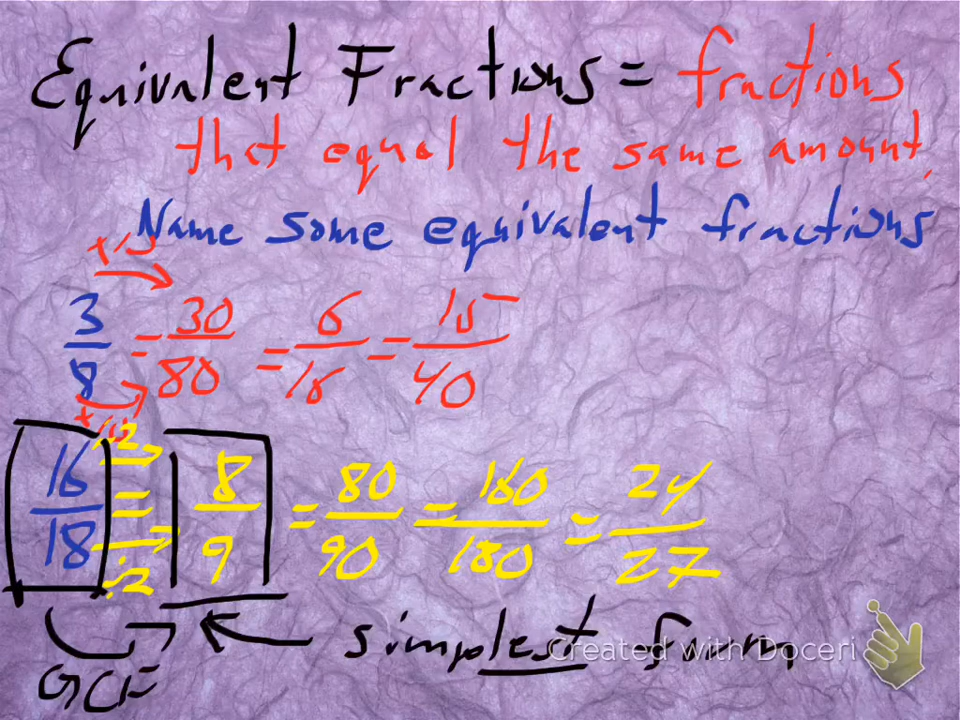 Equivalent Fractions = fractions
that equal the same amount.
Name some equivalent fractions
x10
3/8 = 30/80 = 6/16 = 15/40
x10
÷2
16/18 = 8/9 = 80/90 = 160/180 = 24/27
÷2
GCF
simplest form
Created with Doceri